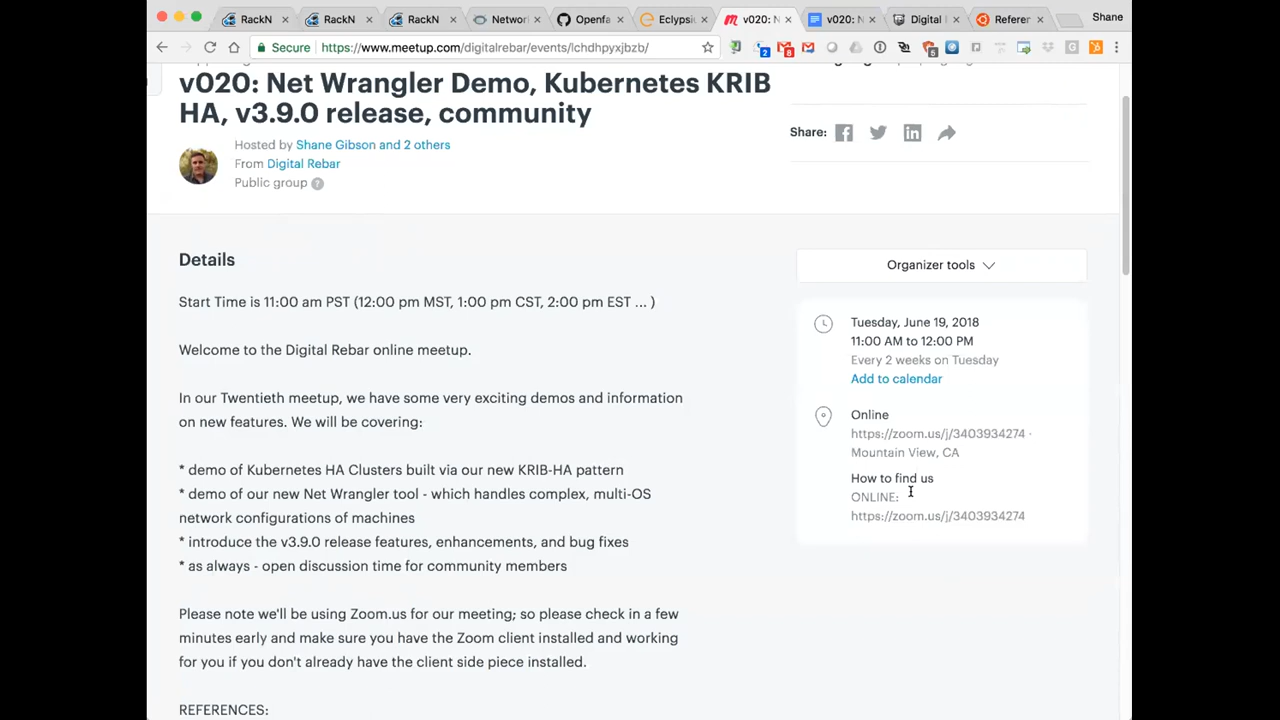 RackN
RackN
RackN
Networ
Openfa
Eclypsi
v020: N
v020: N
Digital
Referer
Shane
Secure
https://www.meetup.com/digitalrebar/events/lchdhpyxjbzb/
v020: Net Wrangler Demo, Kubernetes KRIB
HA, v3.9.0 release, community
Hosted by Shane Gibson and 2 others
From Digital Rebar
Public group
Share:
Details
Start Time is 11:00 am PST (12:00 pm MST, 1:00 pm CST, 2:00 pm EST ... )
Welcome to the Digital Rebar online meetup.
In our Twentieth meetup, we have some very exciting demos and information
on new features. We will be covering:
* demo of Kubernetes HA Clusters built via our new KRIB-HA pattern
* demo of our new Net Wrangler tool - which handles complex, multi-OS
network configurations of machines
* introduce the v3.9.0 release features, enhancements, and bug fixes
* as always - open discussion time for community members
Please note we'll be using Zoom.us for our meeting; so please check in a few
minutes early and make sure you have the Zoom client installed and working
for you if you don't already have the client side piece installed.
REFERENCES:
Organizer tools
Tuesday, June 19, 2018
11:00 AM to 12:00 PM
Every 2 weeks on Tuesday
Add to calendar
Online
https://zoom.us/j/3403934274 ·
Mountain View, CA
How to find us
ONLINE:
https://zoom.us/j/3403934274